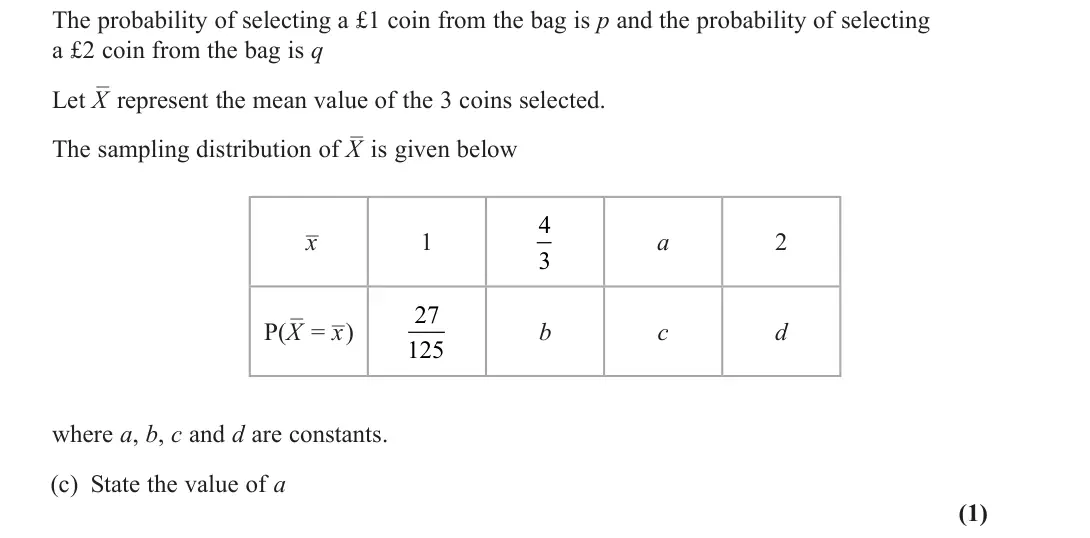 The probability of selecting a £1 coin from the bag is p and the probability of selecting
a £2 coin from the bag is q
Let X̅ represent the mean value of the 3 coins selected.
The sampling distribution of X̅ is given below
x̅ 1 4/3 a 2
P(X̅ = x̅) 27/125 b c d
where a, b, c and d are constants.
(c) State the value of a
(1)